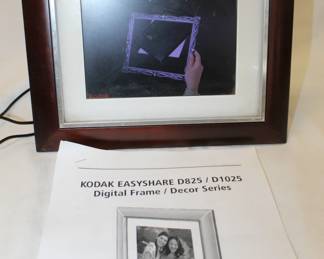 KODAK EASYSHARE D825 / D1025
Digital Frame / Decor Series